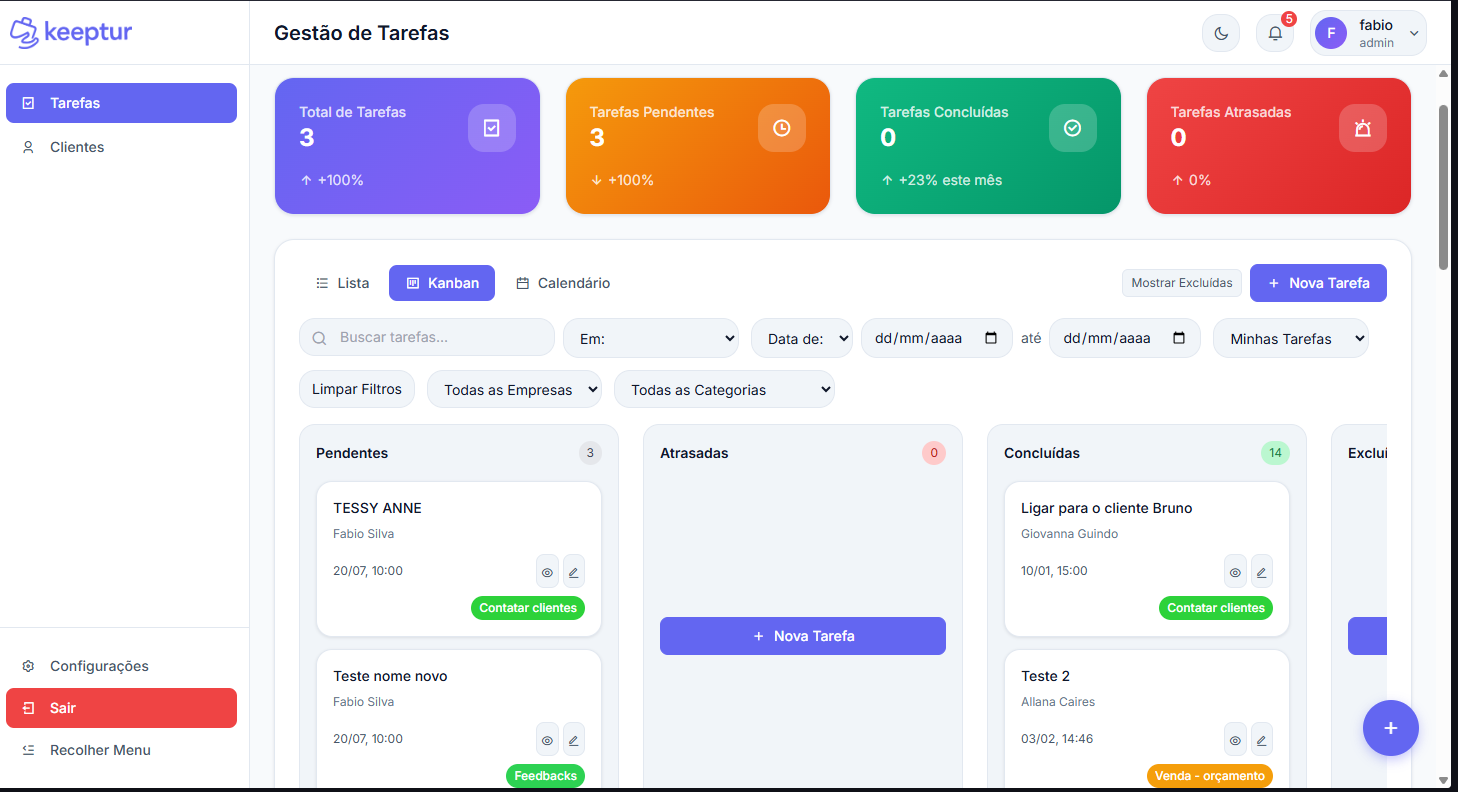 keeptur
Gestão de Tarefas
5
F
fabio
admin
Tarefas
Clientes
Total de Tarefas
3
+100%
Tarefas Pendentes
3
+100%
Tarefas Concluídas
0
+23% este mês
Tarefas Atrasadas
0
0%
Lista
Kanban
Calendário
Mostrar Excluídas
+ Nova Tarefa
Buscar tarefas...
Em:
Data de:
dd/mm/aaaa
até
dd/mm/aaaa
Minhas Tarefas
Limpar Filtros
Todas as Empresas
Todas as Categorias
Pendentes
3
TESSY ANNE
Fabio Silva
20/07, 10:00
Contatar clientes
Teste nome novo
Fabio Silva
20/07, 10:00
Feedbacks
Atrasadas
0
+ Nova Tarefa
Concluídas
14
Ligar para o cliente Bruno
Giovanna Guindo
10/01, 15:00
Contatar clientes
Teste 2
Allana Caires
03/02, 14:46
Venda - orçamento
+
Configurações
Sair
Recolher Menu